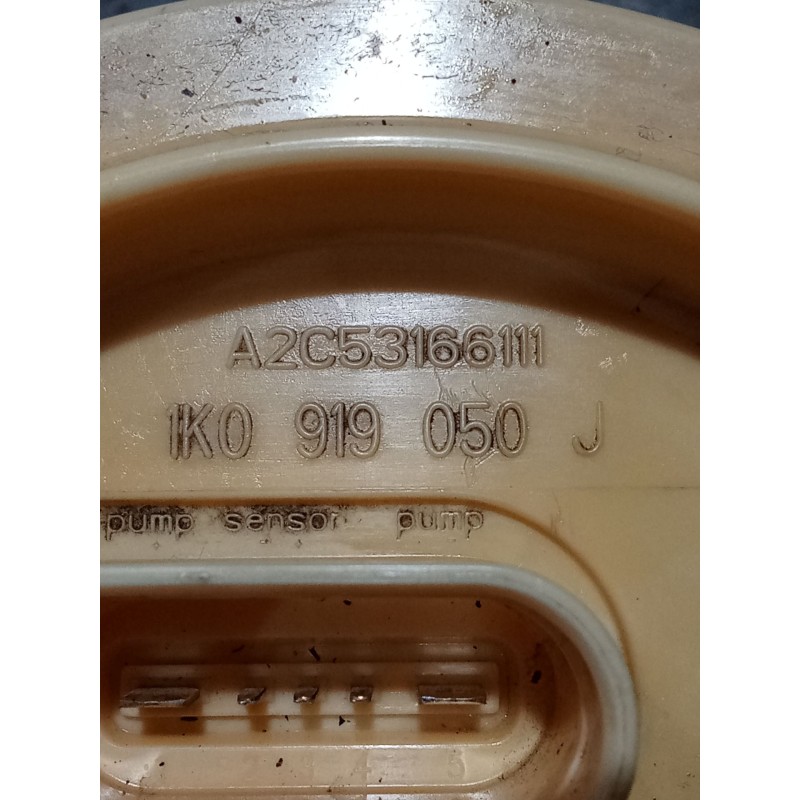 A2C53166111
1K0 919 050 J
-pump sensor pump